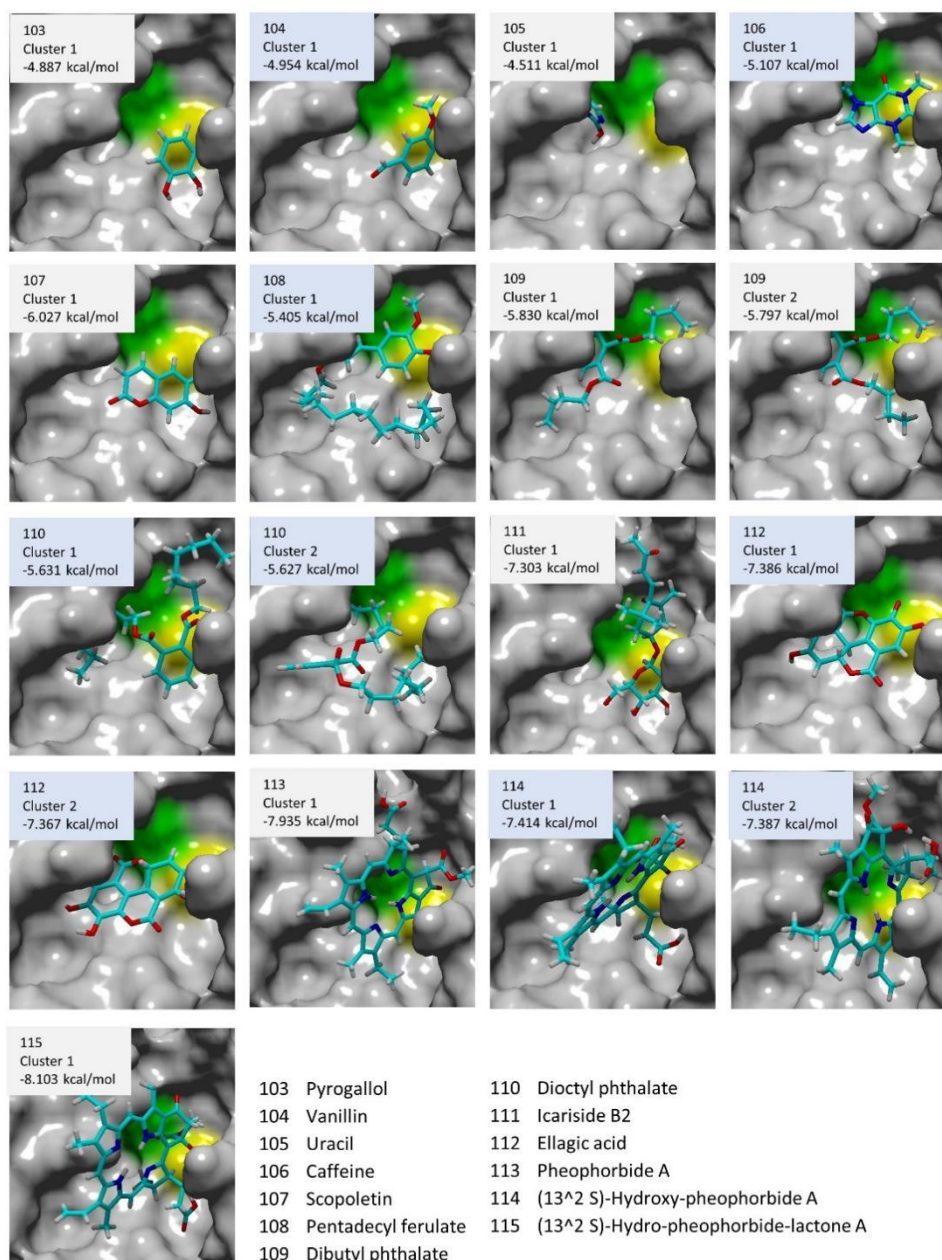 103
Cluster 1
-4.887 kcal/mol
104
Cluster 1
-4.954 kcal/mol
105
Cluster 1
-4.511 kcal/mol
106
Cluster 1
-5.107 kcal/mol
107
Cluster 1
-6.027 kcal/mol
108
Cluster 1
-5.405 kcal/mol
109
Cluster 1
-5.830 kcal/mol
109
Cluster 2
-5.797 kcal/mol
110
Cluster 1
-5.631 kcal/mol
110
Cluster 2
-5.627 kcal/mol
111
Cluster 1
-7.303 kcal/mol
112
Cluster 1
-7.386 kcal/mol
112
Cluster 2
-7.367 kcal/mol
113
Cluster 1
-7.935 kcal/mol
114
Cluster 1
-7.414 kcal/mol
114
Cluster 2
-7.387 kcal/mol
115
Cluster 1
-8.103 kcal/mol
103 Pyrogallol
104 Vanillin
105 Uracil
106 Caffeine
107 Scopoletin
108 Pentadecyl ferulate
109 Dibutyl phthalate
110 Dioctyl phthalate
111 Icariside B2
112 Ellagic acid
113 Pheophorbide A
114 (13^2 S)-Hydroxy-pheophorbide A
115 (13^2 S)-Hydro-pheophorbide-lactone A